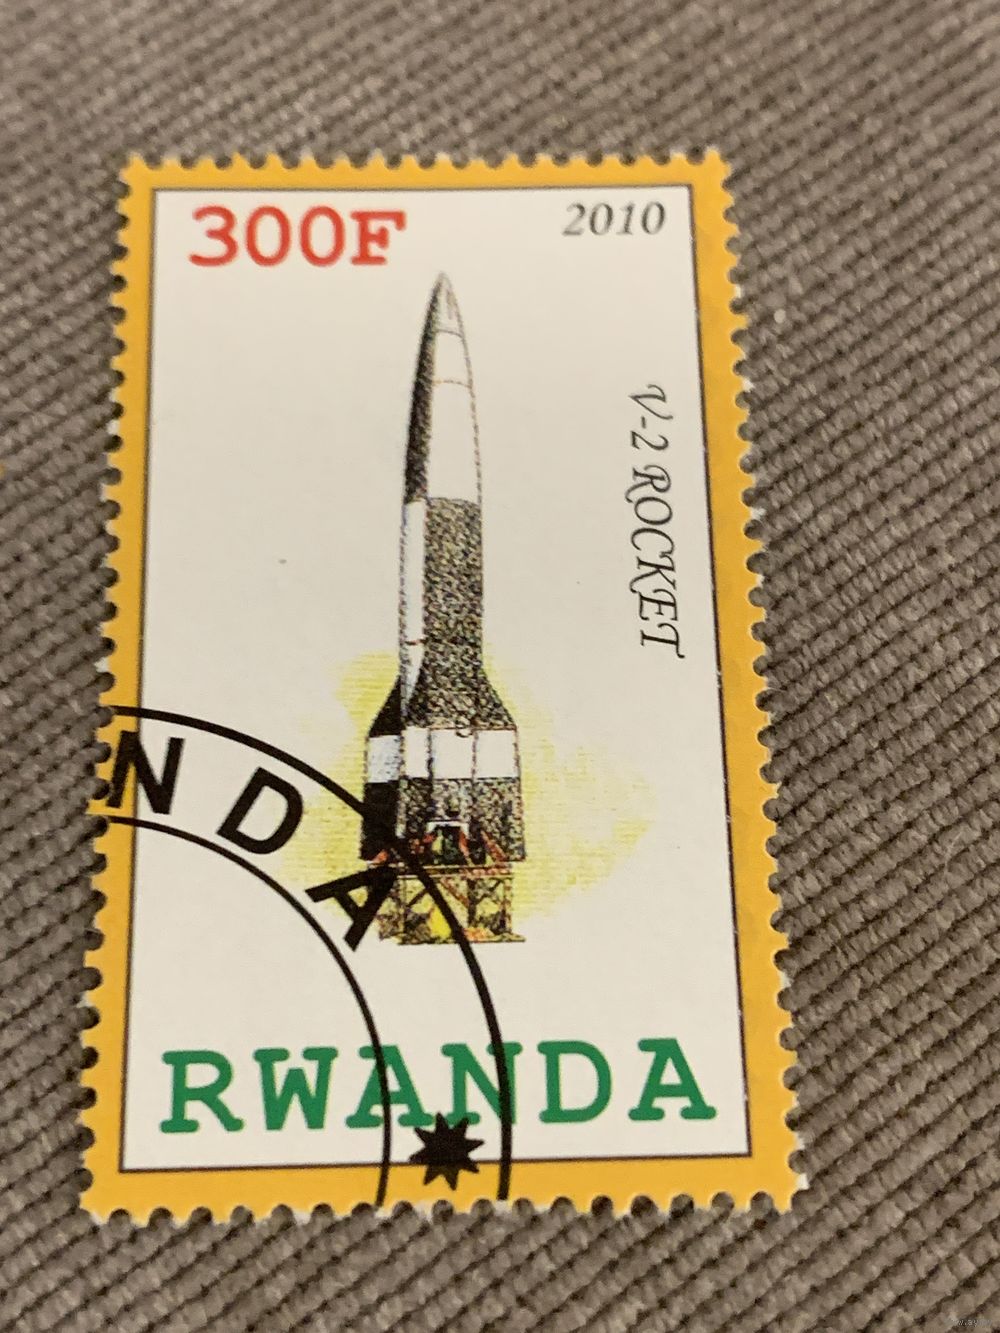 300F
2010
V-2 ROCKET
NDA
RWANDA